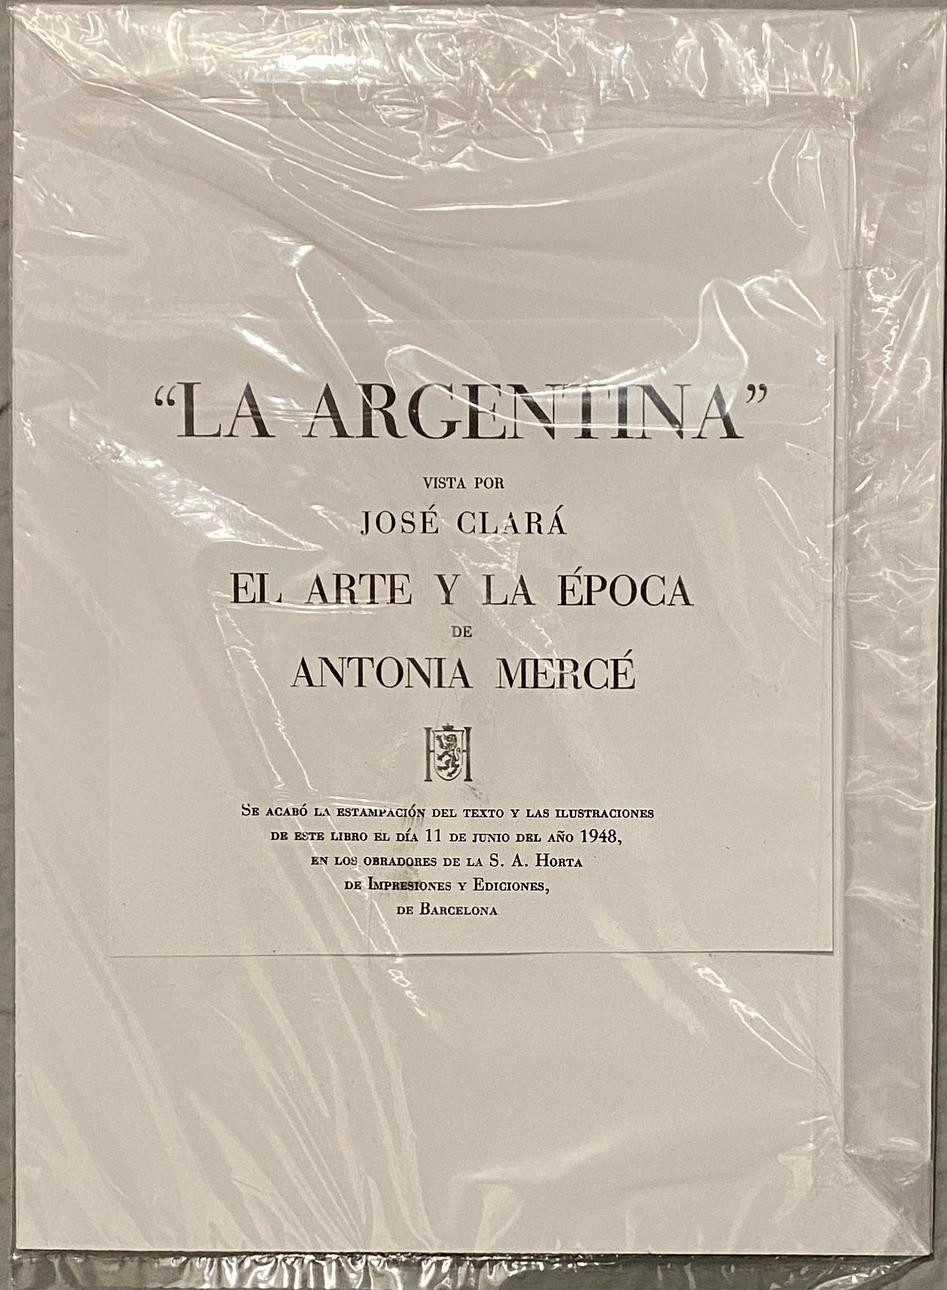 “LA ARGENTINA”
VISTA POR
JOSÉ CLARÁ
EL ARTE Y LA ÉPOCA
DE
ANTONIA MERCÉ
H
SE ACABÓ LA ESTAMPACIÓN DEL TEXTO Y LAS ILUSTRACIONES
DE ESTE LIBRO EL DÍA 11 DE JUNIO DEL AÑO 1948,
EN LOS OBRADORES DE LA S. A. HORTA
DE IMPRESIONES Y EDICIONES,
DE BARCELONA